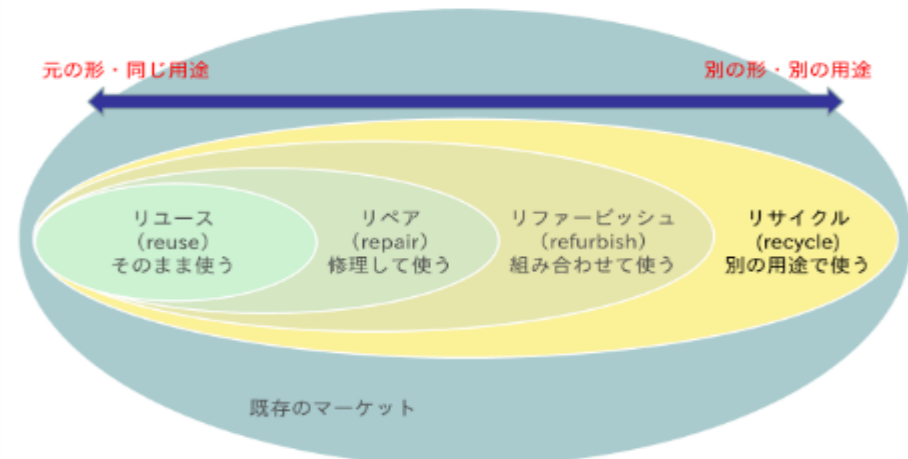 元の形・同じ用途
別の形・別の用途
リユース
(reuse)
そのまま使う
リペア
(repair)
修理して使う
リファービッシュ
(refurbish)
組み合わせて使う
リサイクル
(recycle)
別の用途で使う
既存のマーケット